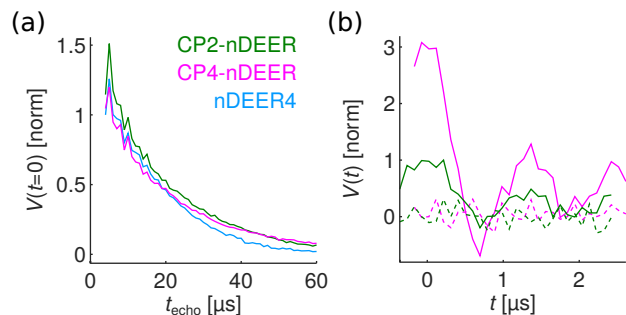 (a)
1.5
1
0.5
0
V(t=0) [norm]
CP2-nDEER
CP4-nDEER
nDEER4
0 20 40 60
t_echo [µs]
(b)
3
2
1
0
V(t) [norm]
0 1 2
t [µs]